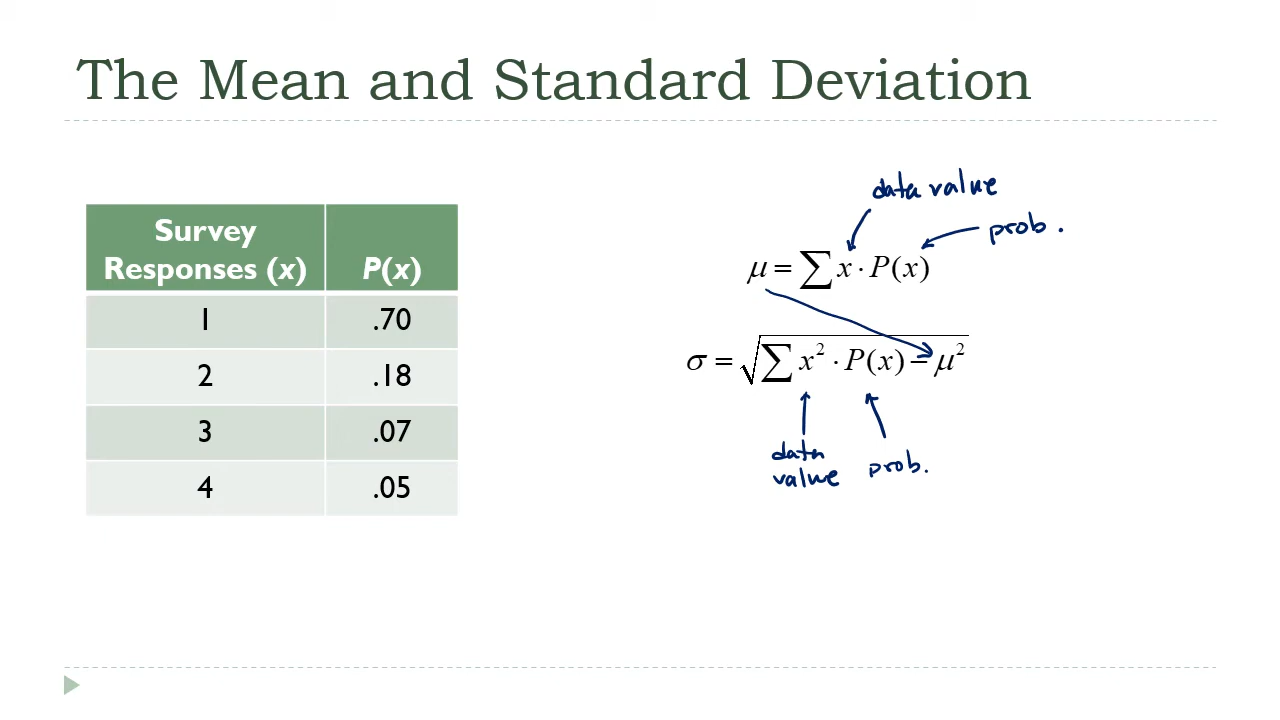 The Mean and Standard Deviation
Survey
Responses (x) P(x)
1 .70
2 .18
3 .07
4 .05
data value
prob.
μ = ∑ x · P(x)
σ = √∑ x² · P(x) − μ²
data
value
prob.